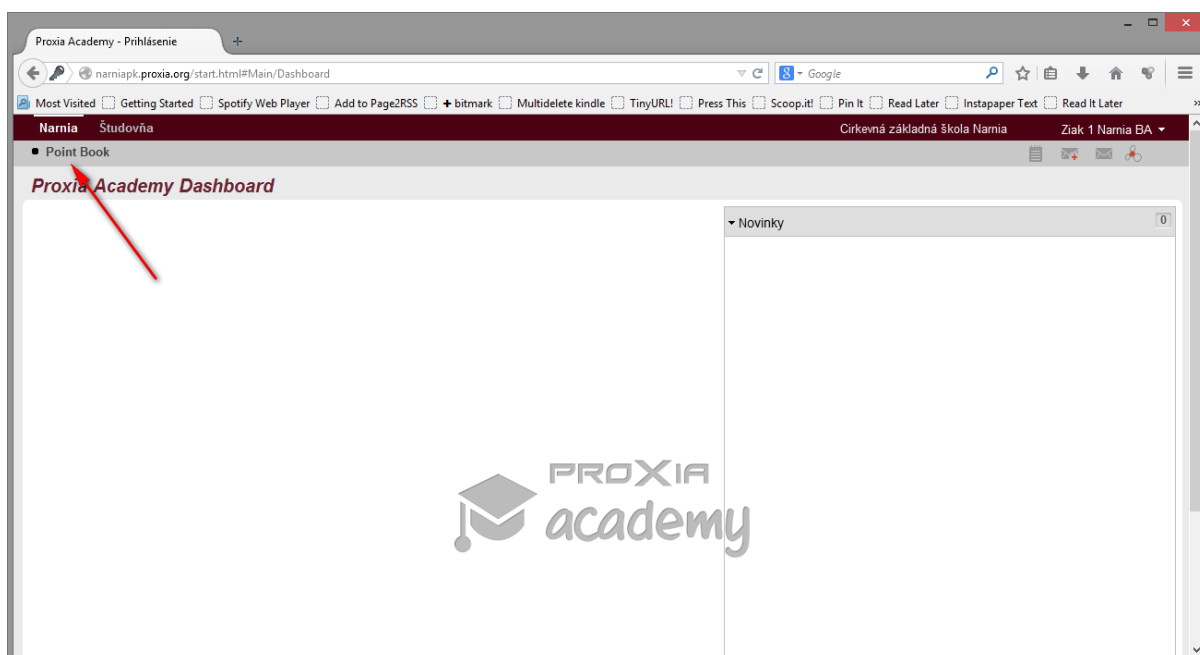 Proxia Academy - Prihlásenie
narniapk.proxia.org/start.html#Main/Dashboard
8 Google
Most Visited Getting Started Spotify Web Player Add to Page2RSS + bitmark Multidelete kindle TinyURL! Press This Scoop.it! Pin It Read Later Instapaper Text Read It Later »
Narnia Študovňa Cirkevná základná škola Narnia Ziak 1 Narnia BA
Point Book
Proxia Academy Dashboard
Novinky 0
PROXIA
academy